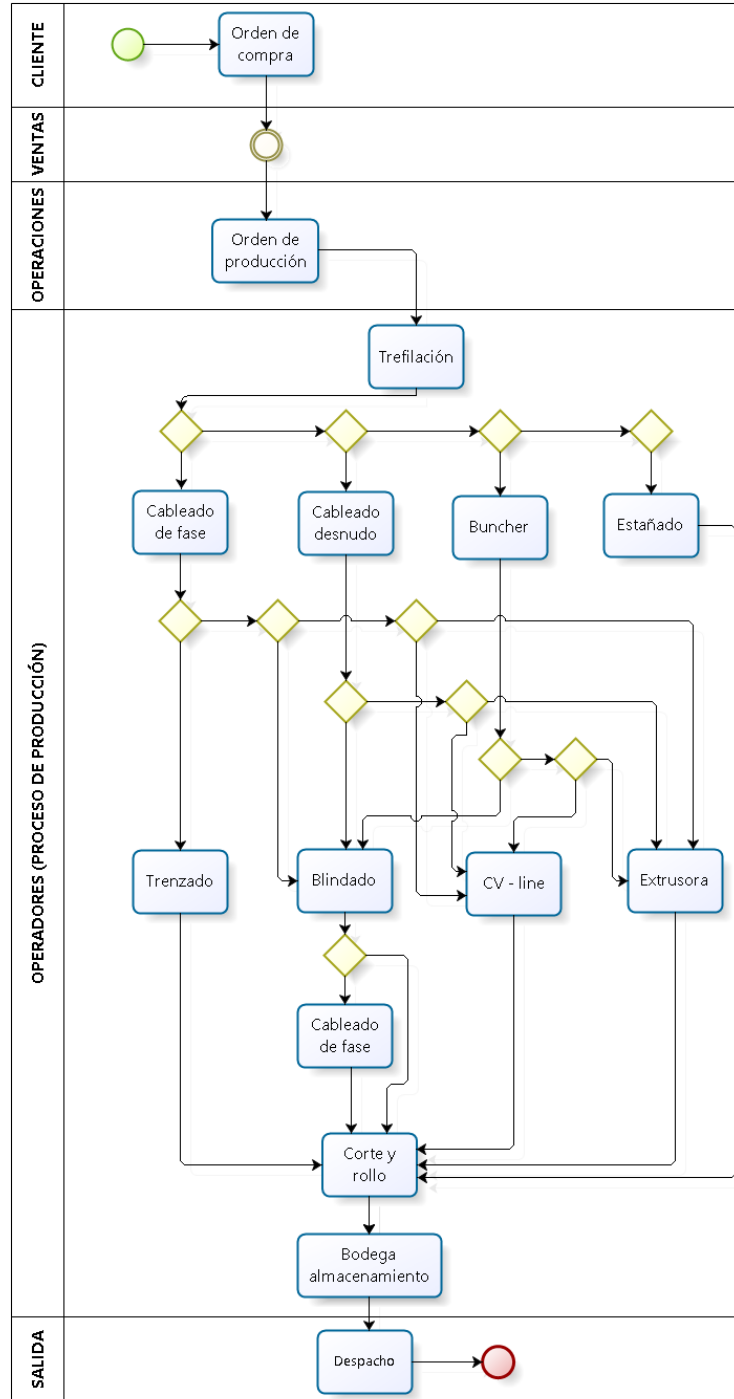 CLIENTE
Orden de
compra
VENTAS
OPERACIONES
Orden de
producción
OPERADORES (PROCESO DE PRODUCCIÓN)
Trefilación
Cableado
de fase
Cableado
desnudo
Buncher
Estañado
Trenzado
Blindado
CV - line
Extrusora
Cableado
de fase
Corte y
rollo
Bodega
almacenamiento
SALIDA
Despacho